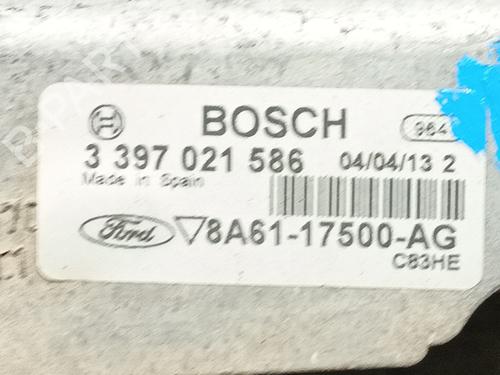 BOSCH 964
3 397 021 586 04/04/13 2
Made in Spain
Ford 8A61-17500-AG
C83HE